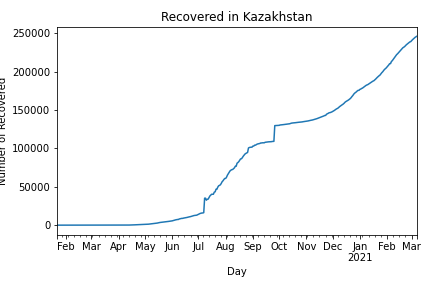 Recovered in Kazakhstan
Number of Recovered
250000
200000
150000
100000
50000
0
Feb Mar Apr May Jun Jul Aug Sep Oct Nov Dec Jan Feb Mar
2021
Day